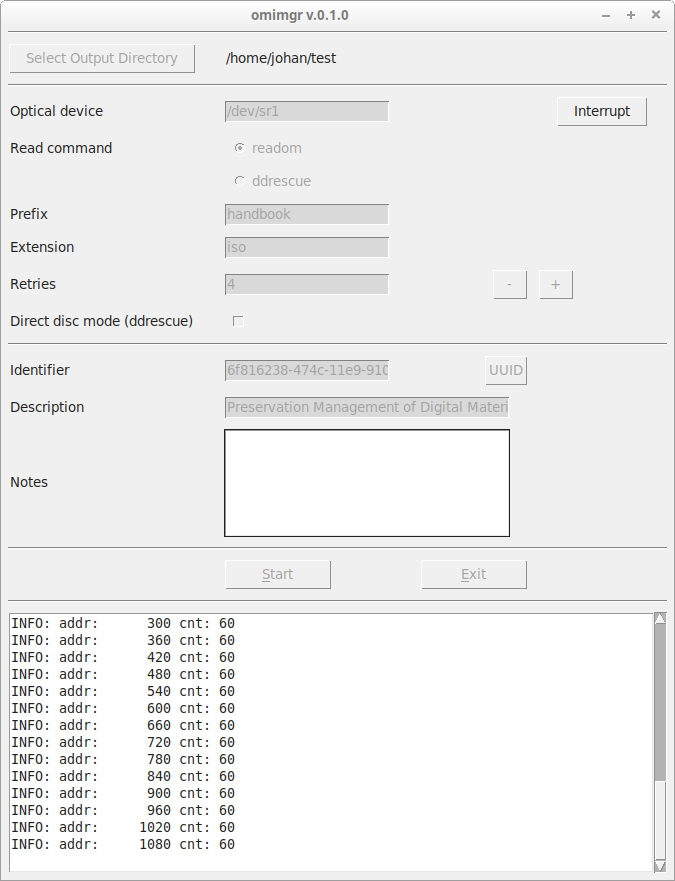 omimgr v.0.1.0
Select Output Directory /home/johan/test
Optical device /dev/sr1 Interrupt
Read command readom
ddrescue
Prefix handbook
Extension iso
Retries 4 - +
Direct disc mode (ddrescue)
Identifier 6f816238-474c-11e9-910 UUID
Description Preservation Management of Digital Materi
Notes
Start Exit
INFO: addr: 300 cnt: 60
INFO: addr: 360 cnt: 60
INFO: addr: 420 cnt: 60
INFO: addr: 480 cnt: 60
INFO: addr: 540 cnt: 60
INFO: addr: 600 cnt: 60
INFO: addr: 660 cnt: 60
INFO: addr: 720 cnt: 60
INFO: addr: 780 cnt: 60
INFO: addr: 840 cnt: 60
INFO: addr: 900 cnt: 60
INFO: addr: 960 cnt: 60
INFO: addr: 1020 cnt: 60
INFO: addr: 1080 cnt: 60